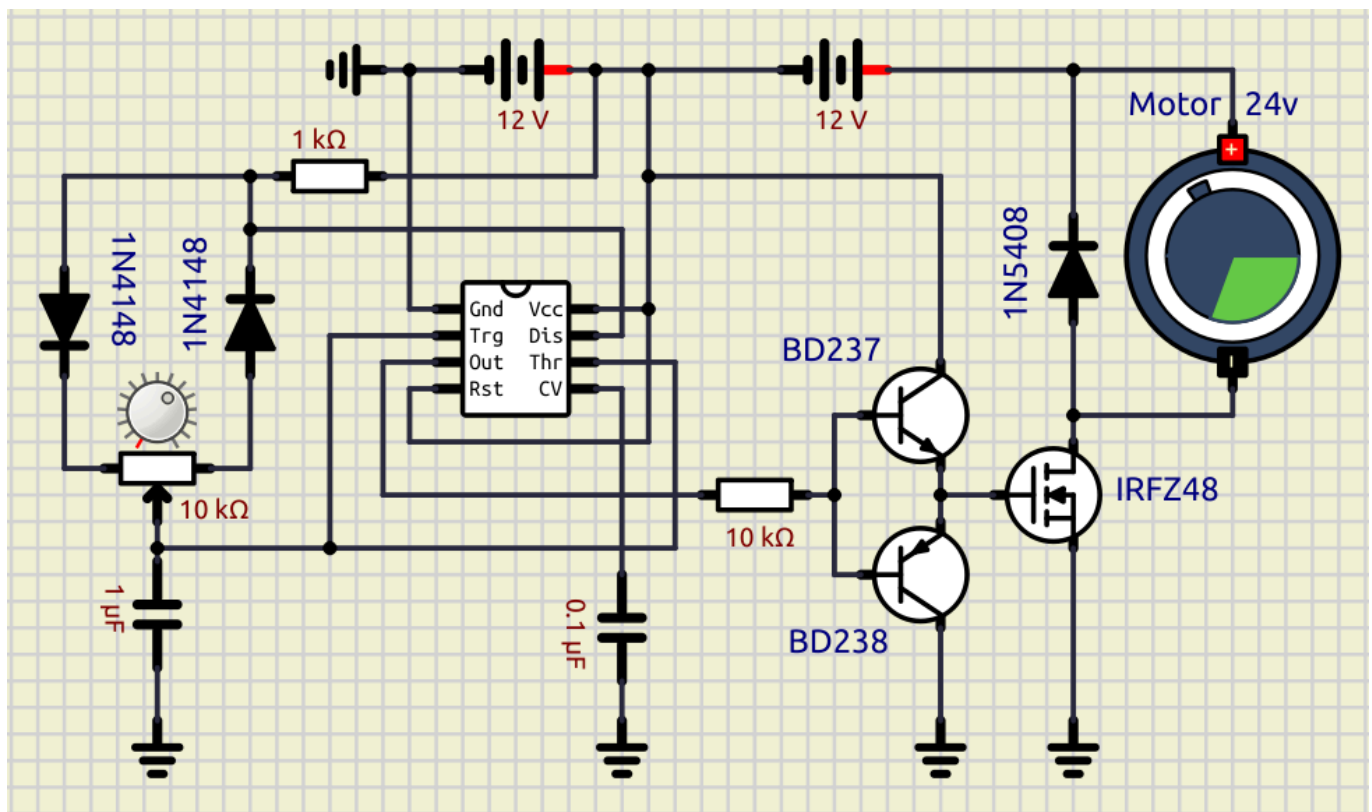 12 V
12 V
Motor 24v
+
1 kΩ
1N4148
1N4148
1N5408
Gnd Vcc
Trg Dis
Out Thr
Rst CV
BD237
10 kΩ
10 kΩ
IRFZ48
1 µF
0.1 µF
BD238